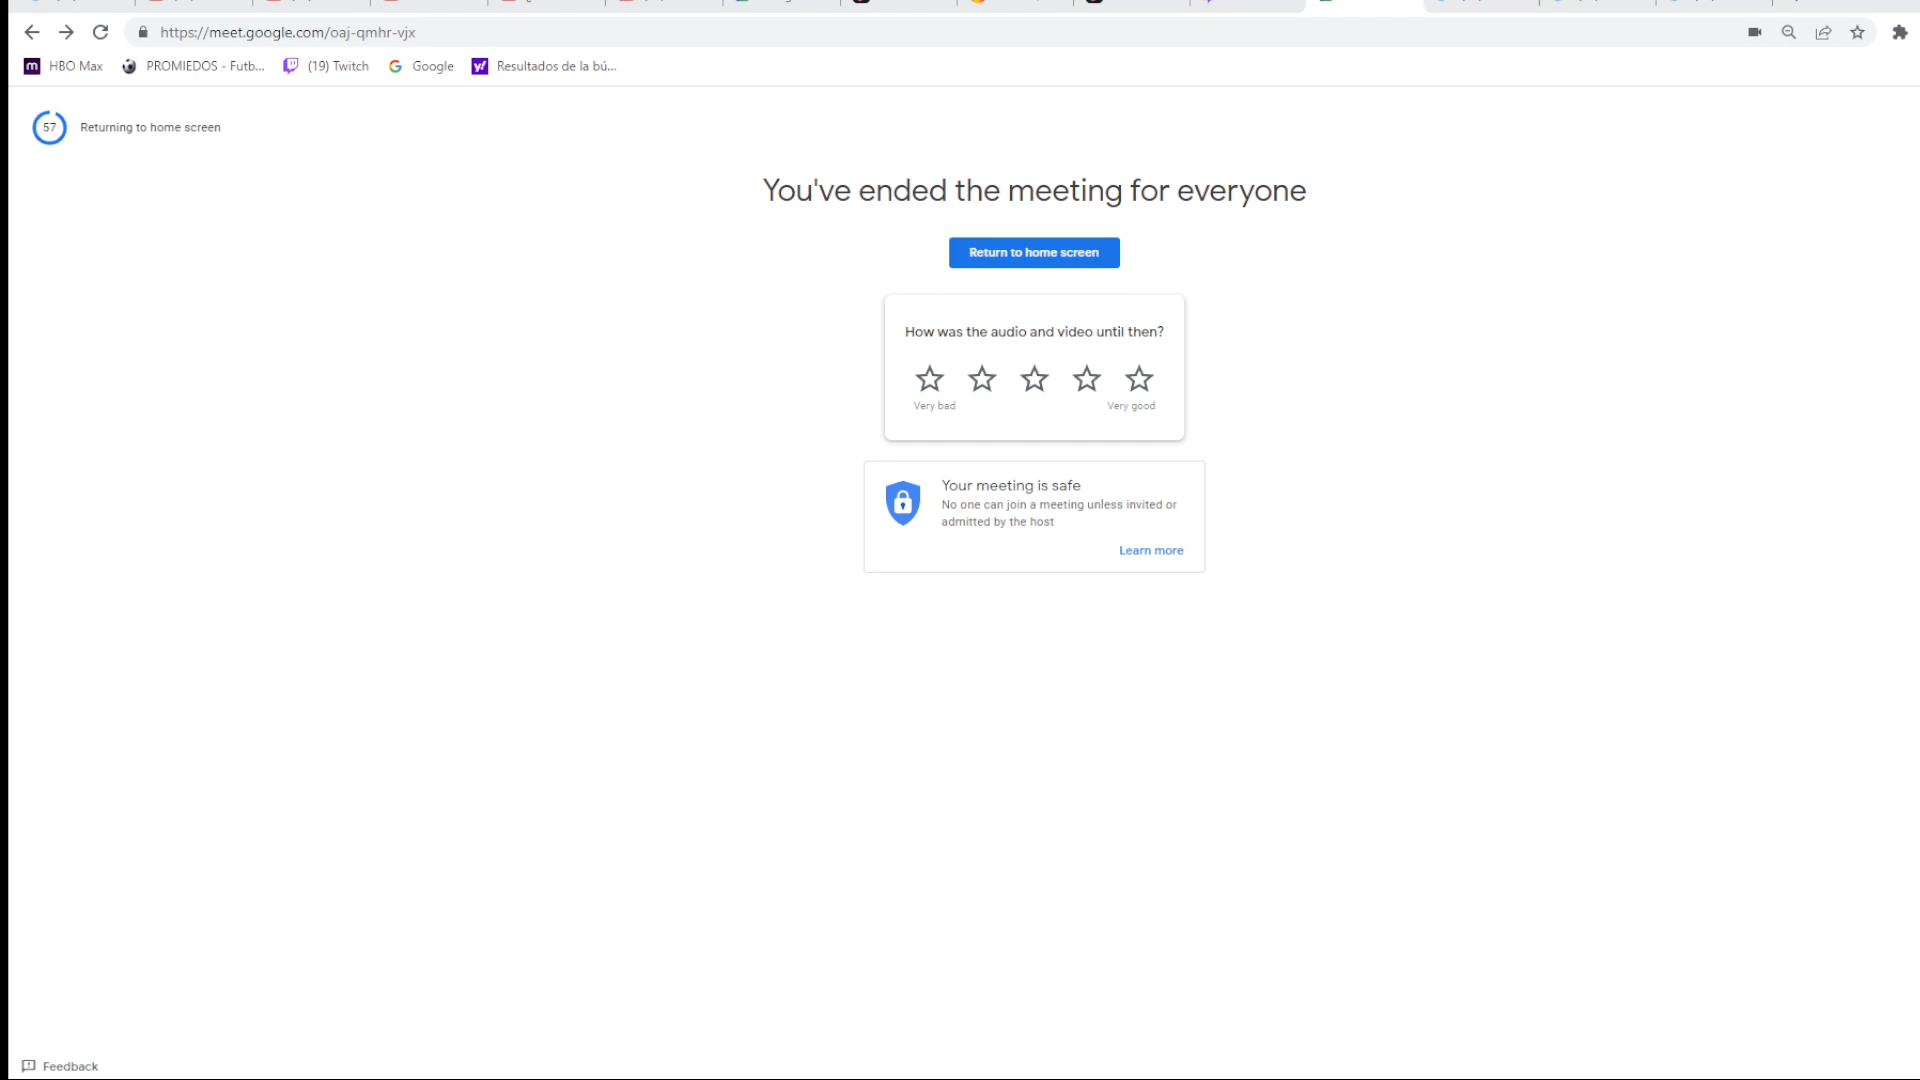 https://meet.google.com/oaj-qmhr-vjx
HBO Max
PROMIEDOS - Futb...
(19) Twitch
Google
Resultados de la bú...
57
Returning to home screen
You've ended the meeting for everyone
Return to home screen
How was the audio and video until then?
Very bad
Very good
Your meeting is safe
No one can join a meeting unless invited or
admitted by the host
Learn more
Feedback